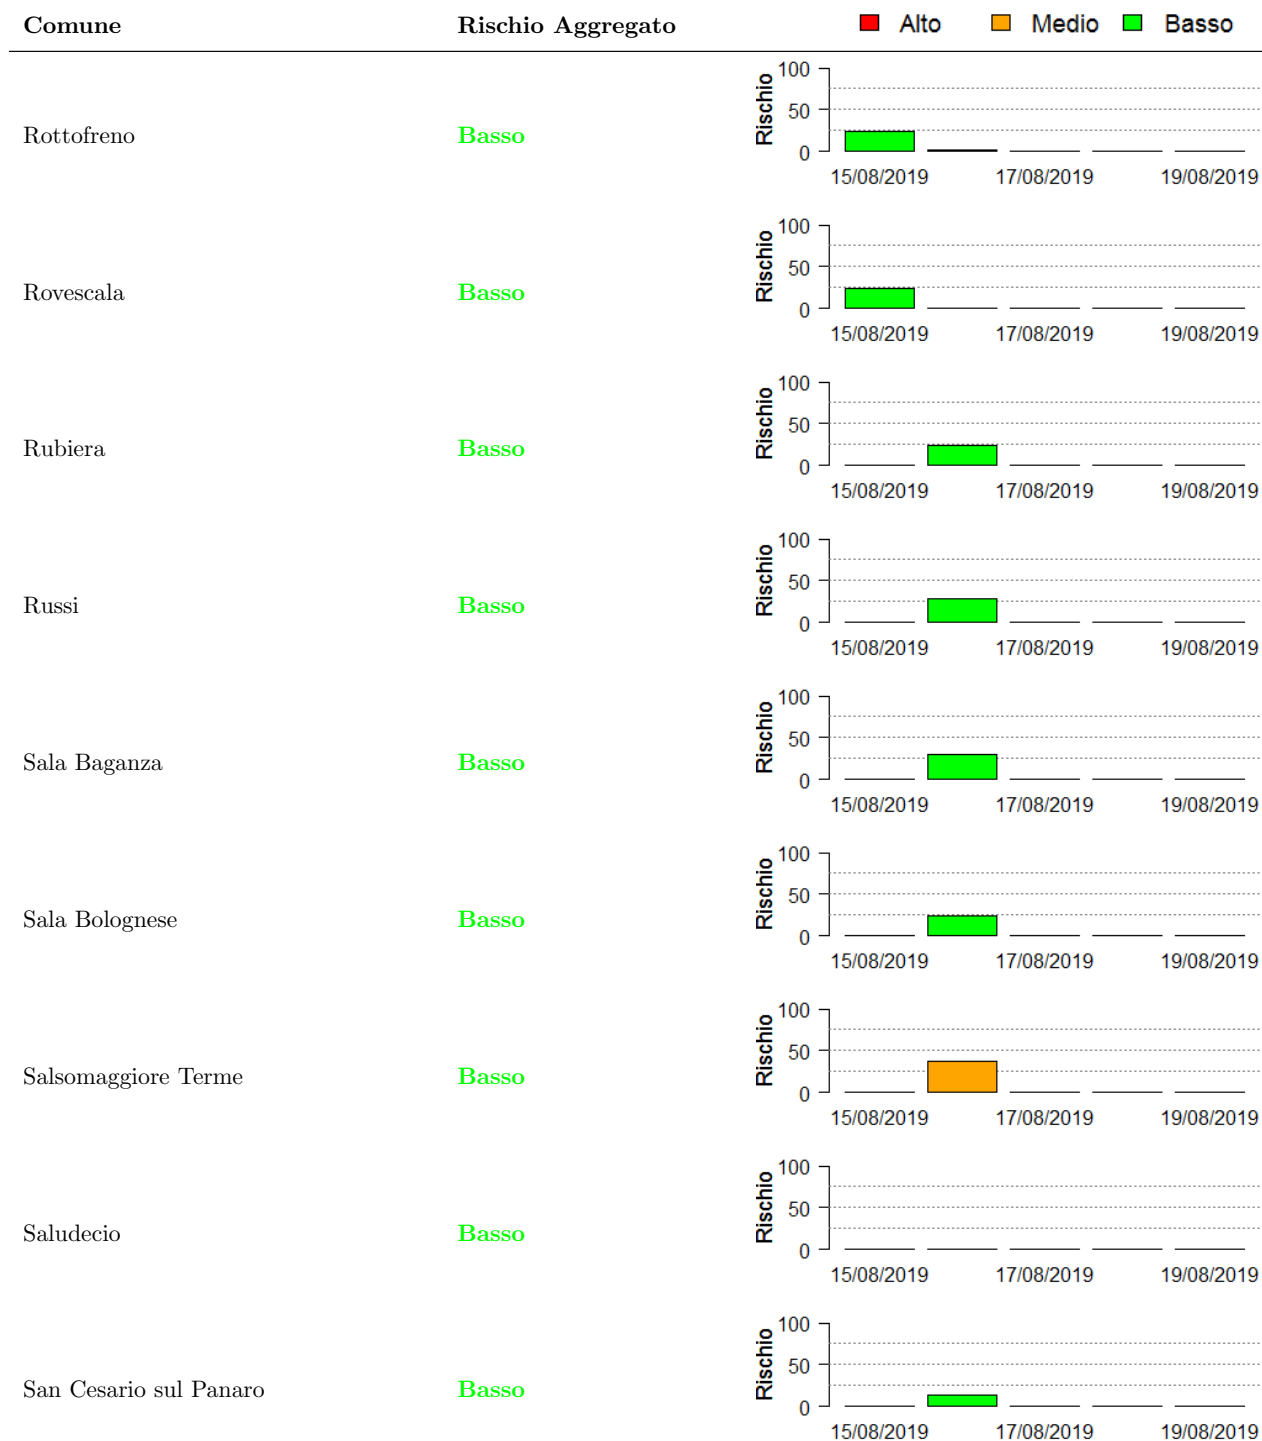 Comune Rischio Aggregato Alto Medio Basso
Rottofreno Basso Rischio 100 50 0
15/08/2019 17/08/2019 19/08/2019
Rovescala Basso Rischio 100 50 0
15/08/2019 17/08/2019 19/08/2019
Rubiera Basso Rischio 100 50 0
15/08/2019 17/08/2019 19/08/2019
Russi Basso Rischio 100 50 0
15/08/2019 17/08/2019 19/08/2019
Sala Baganza Basso Rischio 100 50 0
15/08/2019 17/08/2019 19/08/2019
Sala Bolognese Basso Rischio 100 50 0
15/08/2019 17/08/2019 19/08/2019
Salsomaggiore Terme Basso Rischio 100 50 0
15/08/2019 17/08/2019 19/08/2019
Saludecio Basso Rischio 100 50 0
15/08/2019 17/08/2019 19/08/2019
San Cesario sul Panaro Basso Rischio 100 50 0
15/08/2019 17/08/2019 19/08/2019